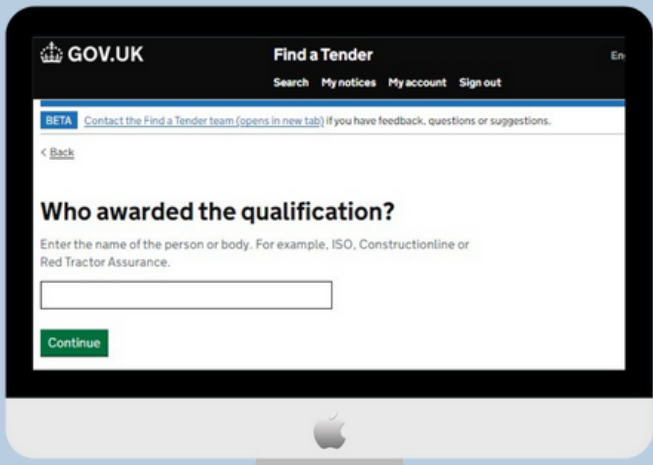 GOV.UK
Find a Tender
En
Search My notices My account Sign out
BETA Contact the Find a Tender team (opens in new tab) if you have feedback, questions or suggestions.
< Back
Who awarded the qualification?
Enter the name of the person or body. For example, ISO, Constructionline or
Red Tractor Assurance.
Continue